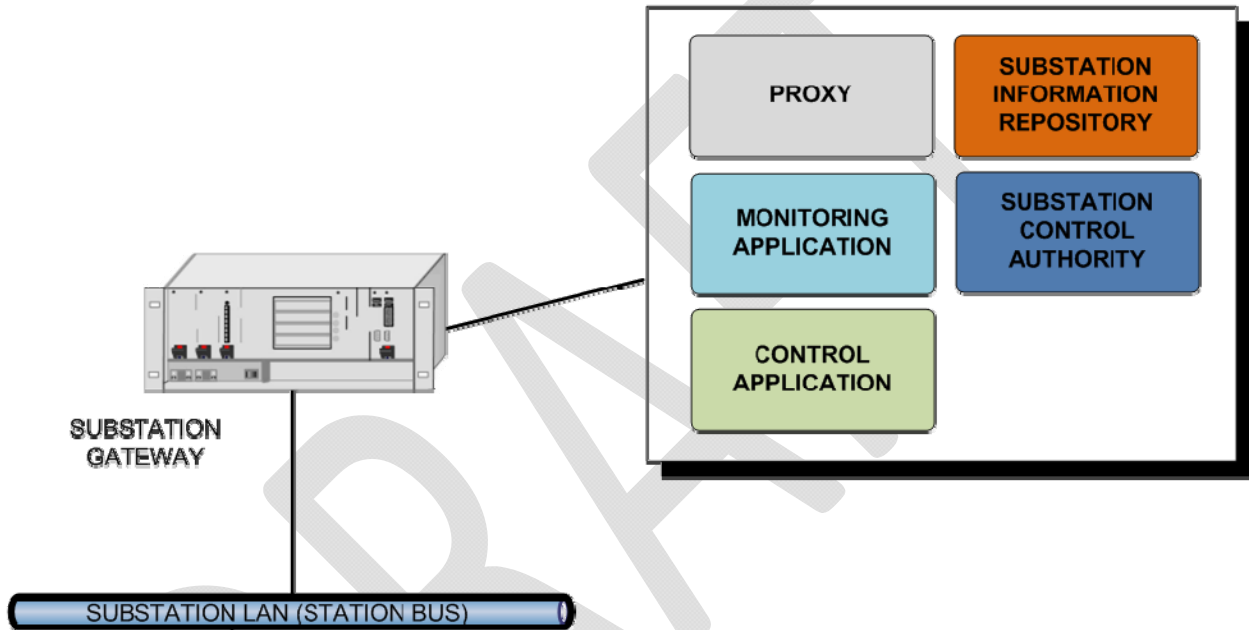 PROXY
SUBSTATION
INFORMATION
REPOSITORY
MONITORING
APPLICATION
SUBSTATION
CONTROL
AUTHORITY
CONTROL
APPLICATION
SUBSTATION
GATEWAY
SUBSTATION LAN (STATION BUS)
DRAFT